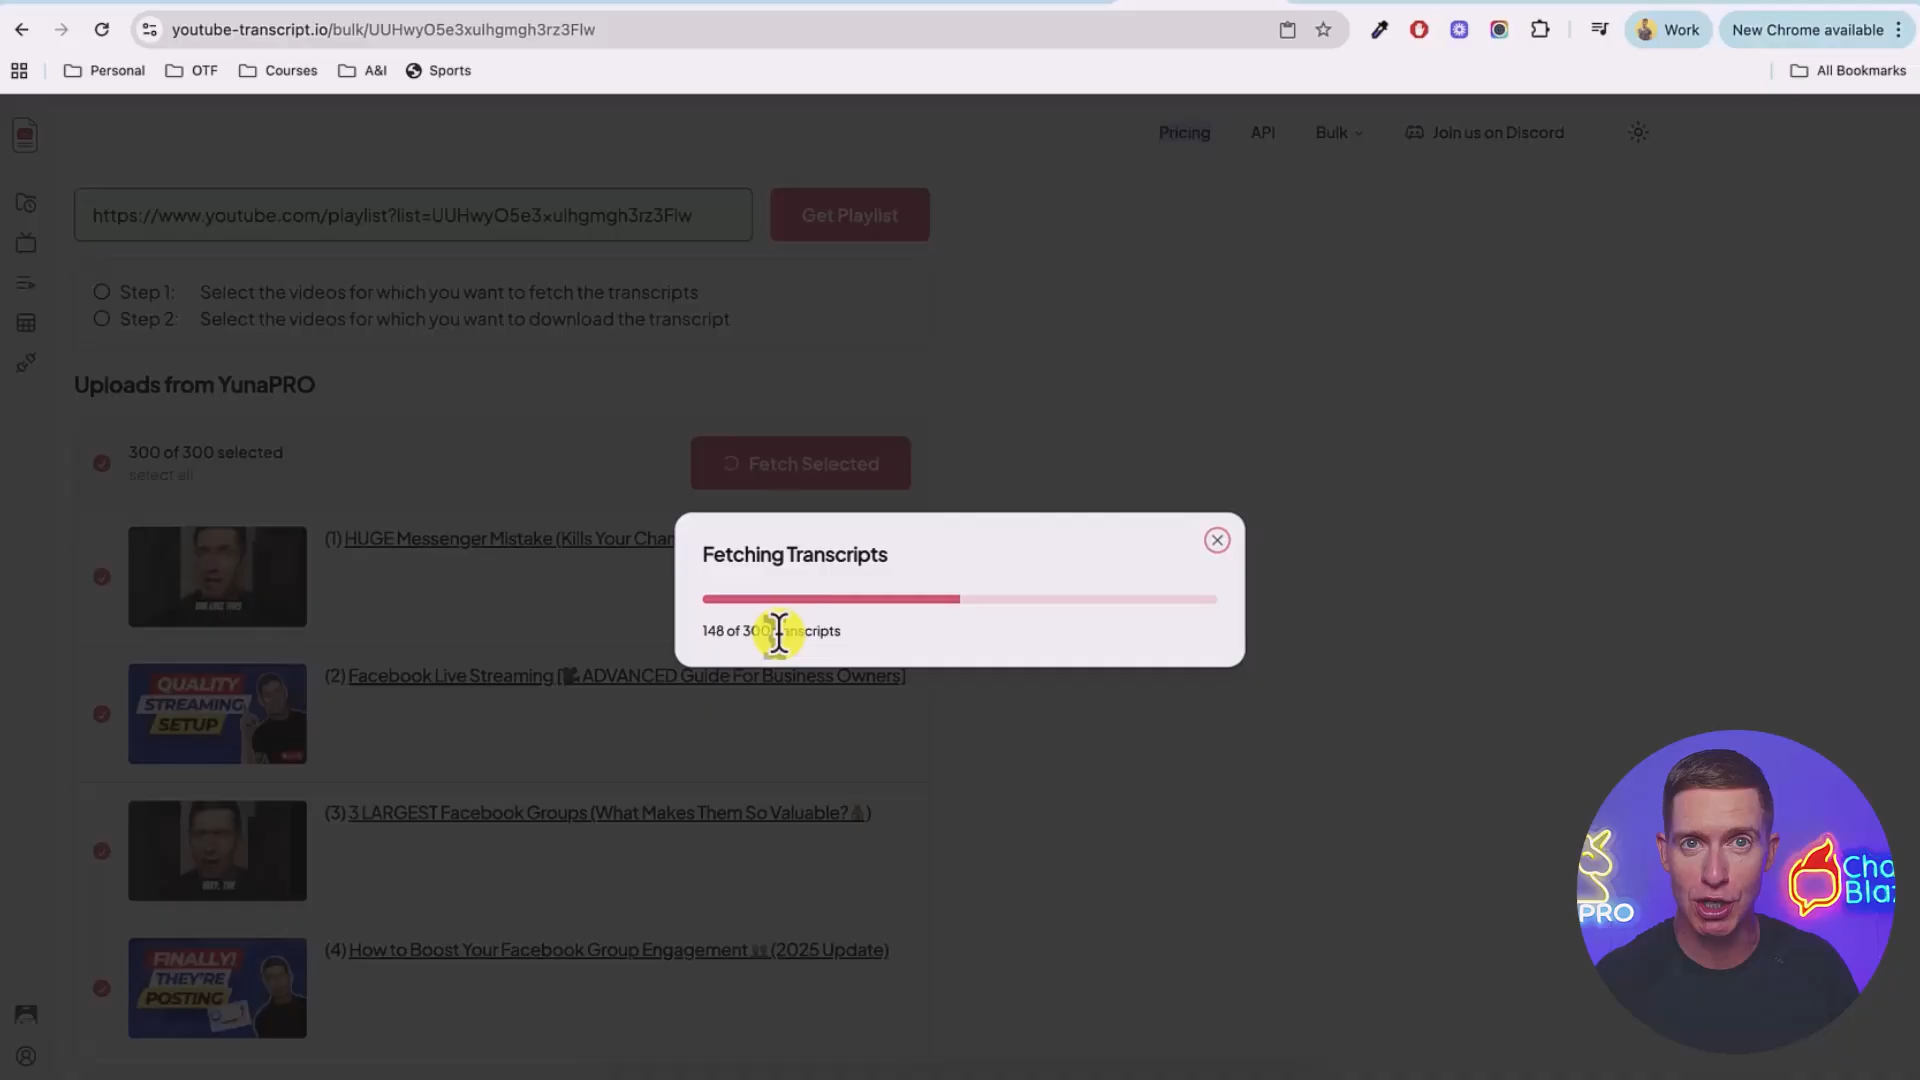 youtube-transcript.io/bulk/UUHwyO5e3xulhgmgh3rz3Flw
Work
New Chrome available
Personal
OTF
Courses
A&I
Sports
All Bookmarks
Pricing
API
Bulk
Join us on Discord
https://www.youtube.com/playlist?list=UUHwyO5e3xulhgmgh3rz3Flw
Get Playlist
Step 1: Select the videos for which you want to fetch the transcripts
Step 2: Select the videos for which you want to download the transcript
Uploads from YunaPRO
300 of 300 selected
select all
Fetch Selected
Fetching Transcripts
148 of 300
(1) HUGE Messenger Mistake (Kills Your
(2) Facebook Live Streaming [🎥 ADVANCED Guide For Business Owners]
QUALITY
STREAMING
SETUP
(3) 3 LARGEST Facebook Groups (What Makes Them So Valuable?💰)
(4) How to Boost Your Facebook Group Engagement 👥 (2025 Update)
FINALLY!
THEY'RE
POSTING
PRO
Cha
Bla